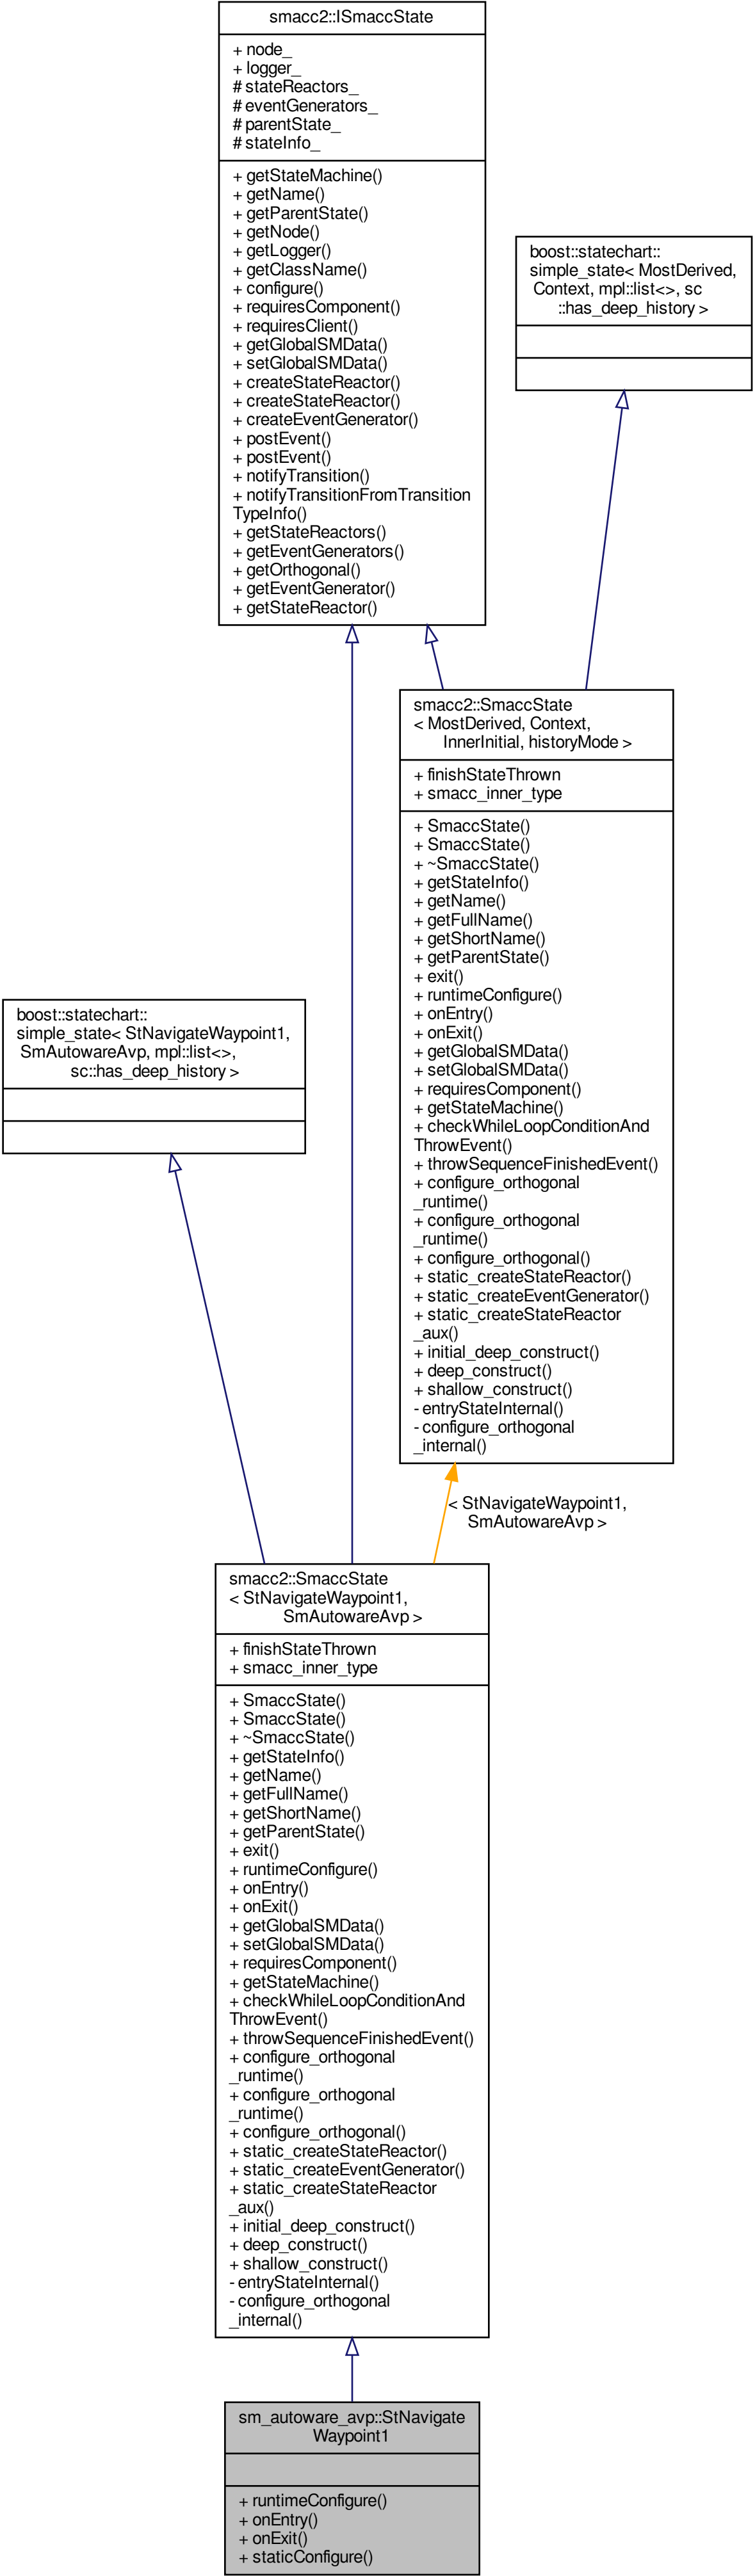 smacc2::ISmaccState
+ node_
+ logger_
# stateReactors_
# eventGenerators_
# parentState_
# stateInfo_
+ getStateMachine()
+ getName()
+ getParentState()
+ getNode()
+ getLogger()
+ getClassName()
+ configure()
+ requiresComponent()
+ requiresClient()
+ getGlobalSMData()
+ setGlobalSMData()
+ createStateReactor()
+ createStateReactor()
+ createEventGenerator()
+ postEvent()
+ postEvent()
+ notifyTransition()
+ notifyTransitionFromTransition
TypeInfo()
+ getStateReactors()
+ getEventGenerators()
+ getOrthogonal()
+ getEventGenerator()
+ getStateReactor()
boost::statechart::
simple_state< MostDerived,
Context, mpl::list<>, sc
::has_deep_history >
smacc2::SmaccState
< MostDerived, Context,
InnerInitial, historyMode >
+ finishStateThrown
+ smacc_inner_type
+ SmaccState()
+ SmaccState()
+ ~SmaccState()
+ getStateInfo()
+ getName()
+ getFullName()
+ getShortName()
+ getParentState()
+ exit()
+ runtimeConfigure()
+ onEntry()
+ onExit()
+ getGlobalSMData()
+ setGlobalSMData()
+ requiresComponent()
+ getStateMachine()
+ checkWhileLoopConditionAnd
ThrowEvent()
+ throwSequenceFinishedEvent()
+ configure_orthogonal
_runtime()
+ configure_orthogonal
_runtime()
+ configure_orthogonal()
+ static_createStateReactor()
+ static_createEventGenerator()
+ static_createStateReactor
_aux()
+ initial_deep_construct()
+ deep_construct()
+ shallow_construct()
- entryStateInternal()
- configure_orthogonal
_internal()
boost::statechart::
simple_state< StNavigateWaypoint1,
SmAutowareAvp, mpl::list<>,
sc::has_deep_history >
< StNavigateWaypoint1,
SmAutowareAvp >
smacc2::SmaccState
< StNavigateWaypoint1,
SmAutowareAvp >
+ finishStateThrown
+ smacc_inner_type
+ SmaccState()
+ SmaccState()
+ ~SmaccState()
+ getStateInfo()
+ getName()
+ getFullName()
+ getShortName()
+ getParentState()
+ exit()
+ runtimeConfigure()
+ onEntry()
+ onExit()
+ getGlobalSMData()
+ setGlobalSMData()
+ requiresComponent()
+ getStateMachine()
+ checkWhileLoopConditionAnd
ThrowEvent()
+ throwSequenceFinishedEvent()
+ configure_orthogonal
_runtime()
+ configure_orthogonal
_runtime()
+ configure_orthogonal()
+ static_createStateReactor()
+ static_createEventGenerator()
+ static_createStateReactor
_aux()
+ initial_deep_construct()
+ deep_construct()
+ shallow_construct()
- entryStateInternal()
- configure_orthogonal
_internal()
sm_autoware_avp::StNavigate
Waypoint1
+ runtimeConfigure()
+ onEntry()
+ onExit()
+ staticConfigure()